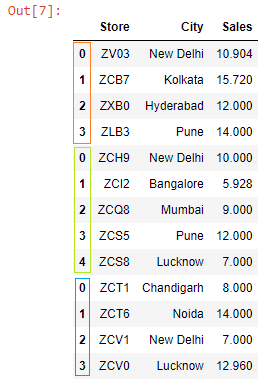 Out[7]:
Store City Sales
0 ZV03 New Delhi 10.904
1 ZCB7 Kolkata 15.720
2 ZXB0 Hyderabad 12.000
3 ZLB3 Pune 14.000
0 ZCH9 New Delhi 10.000
1 ZCI2 Bangalore 5.928
2 ZCQ8 Mumbai 9.000
3 ZCS5 Pune 12.000
4 ZCS8 Lucknow 7.000
0 ZCT1 Chandigarh 8.000
1 ZCT6 Noida 14.000
2 ZCV1 New Delhi 7.000
3 ZCV0 Lucknow 12.960